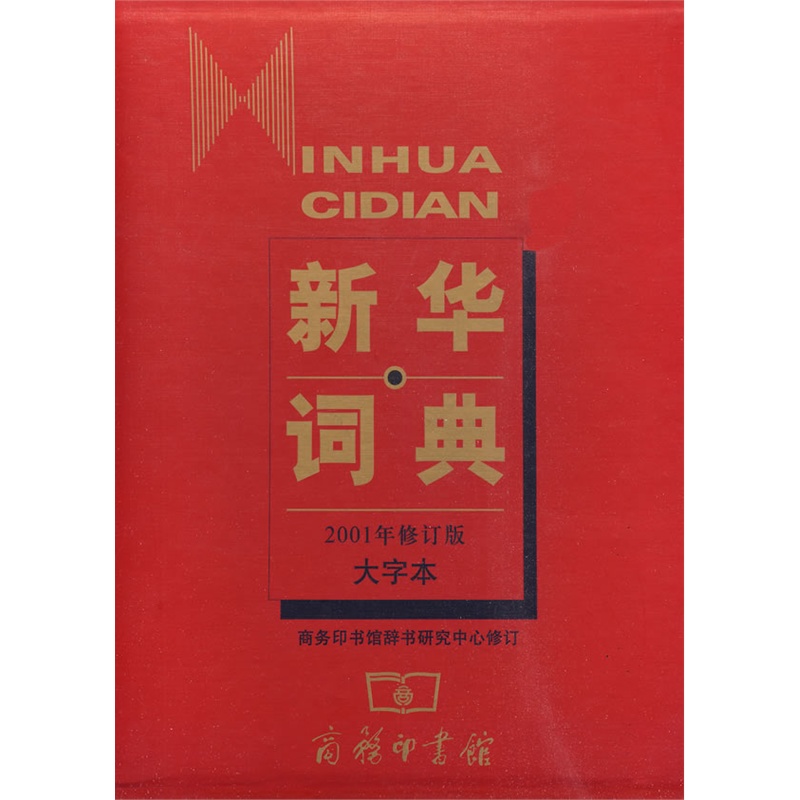 XINHUA
CIDIAN
新华
词典
2001年修订版
大字本
商务印书馆辞书研究中心修订
商務印書館